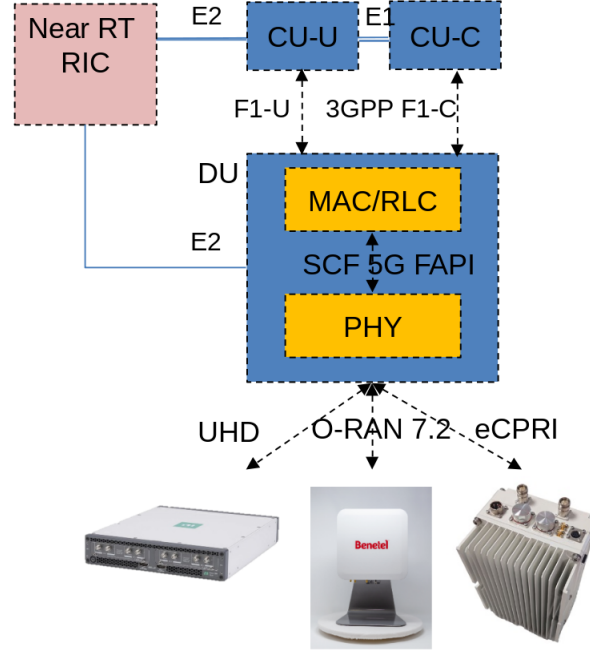 Near RT
RIC
E2
CU-U
E1
CU-C
F1-U
3GPP F1-C
DU
MAC/RLC
E2
SCF 5G FAPI
PHY
UHD
O-RAN 7.2
eCPRI
Benetel